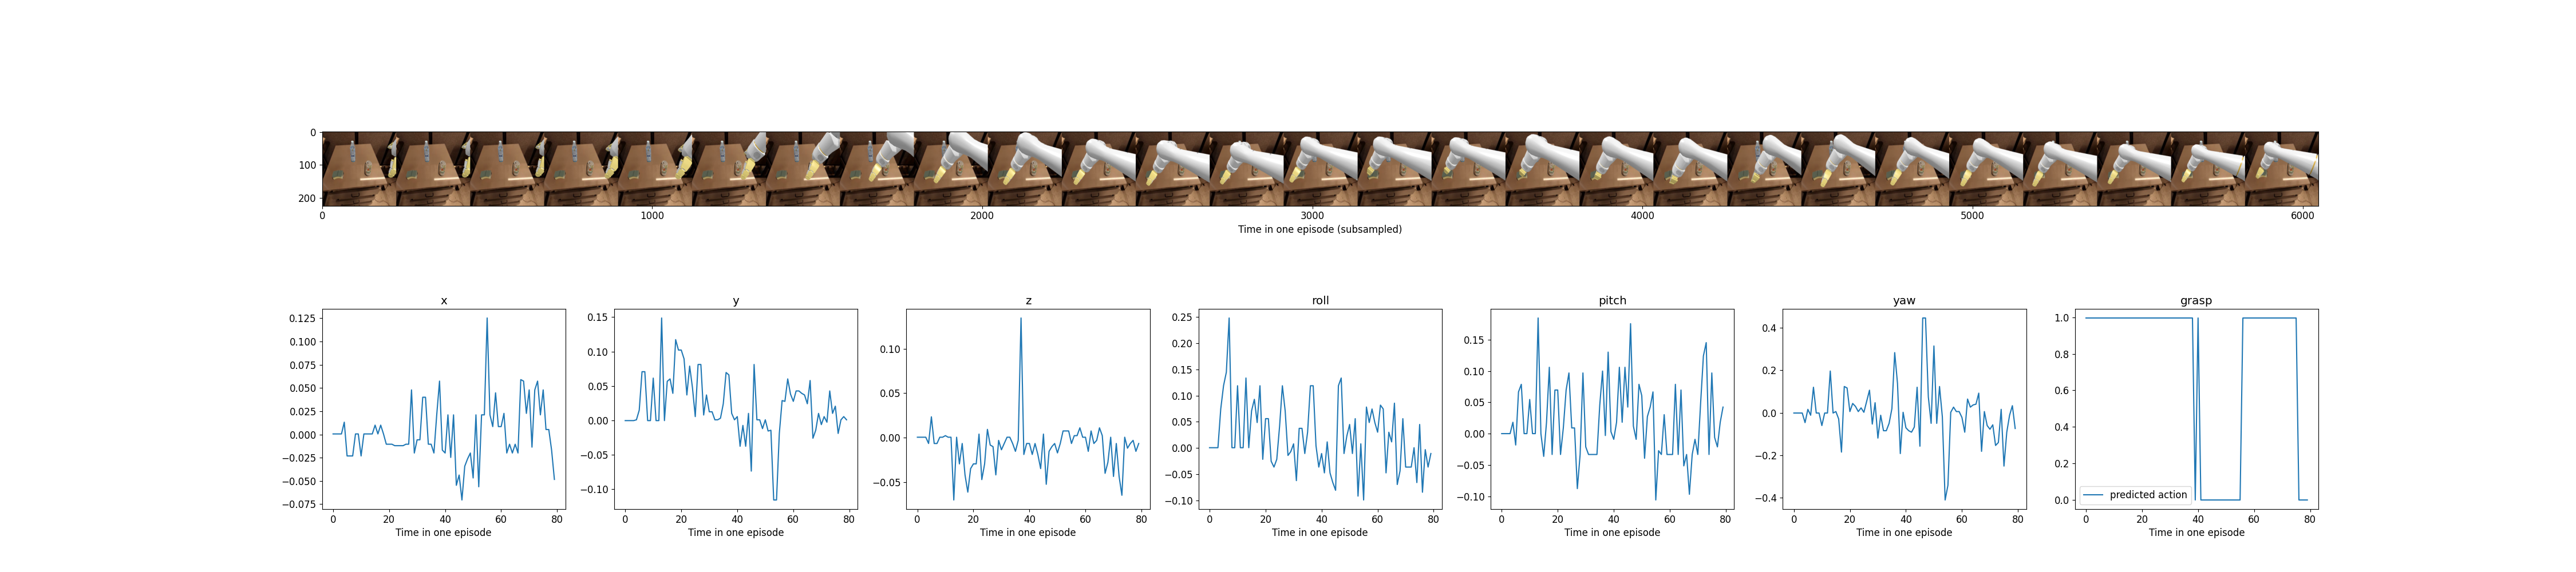 0
100
200
0 1000 2000 3000 4000 5000 6000
Time in one episode (subsampled)
x y z roll pitch yaw grasp
0.125
0.100
0.075
0.050
0.025
0.000
−0.025
−0.050
−0.075
0 20 40 60 80
Time in one episode
0.15
0.10
0.05
0.00
−0.05
−0.10
0 20 40 60 80
Time in one episode
0.10
0.05
0.00
−0.05
0 20 40 60 80
Time in one episode
0.25
0.20
0.15
0.10
0.05
0.00
−0.05
−0.10
0 20 40 60 80
Time in one episode
0.15
0.10
0.05
0.00
−0.05
−0.10
0 20 40 60 80
Time in one episode
0.4
0.2
0.0
−0.2
−0.4
0 20 40 60 80
Time in one episode
1.0
0.8
0.6
0.4
0.2
0.0
predicted action
0 20 40 60 80
Time in one episode